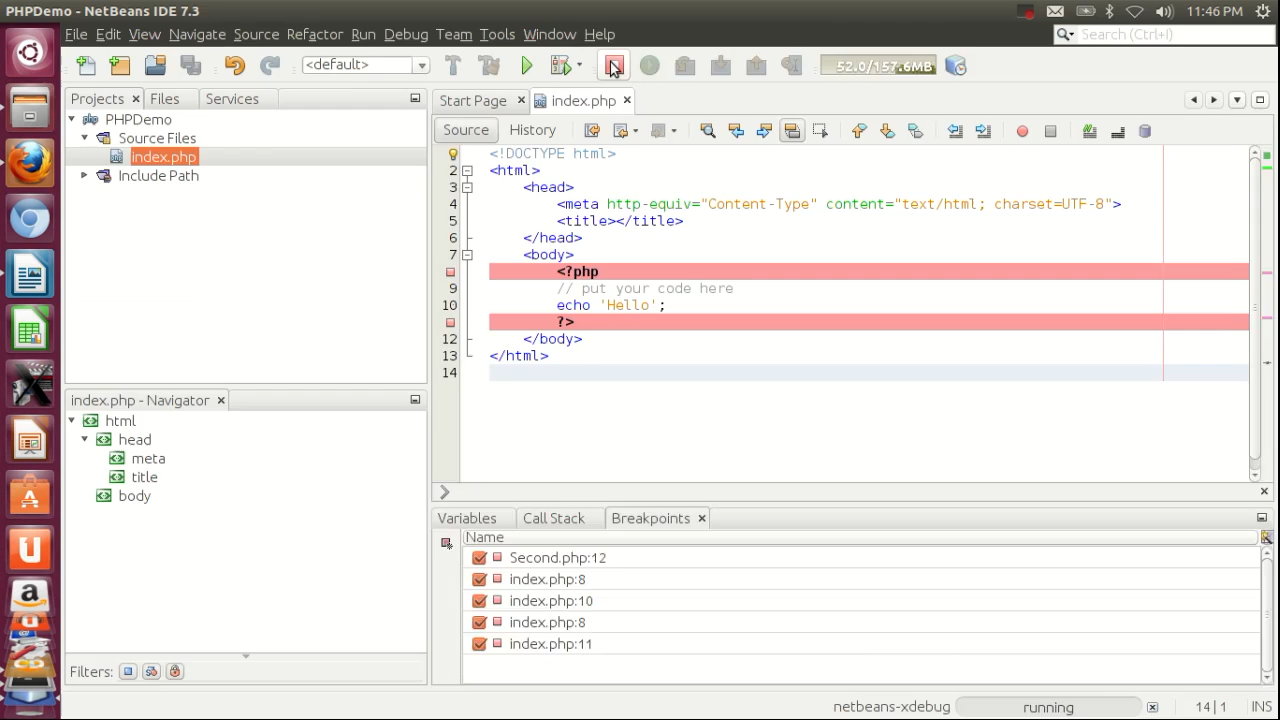 PHPDemo - NetBeans IDE 7.3
11:46 PM
File Edit View Navigate Source Refactor Run Debug Team Tools Window Help
Search (Ctrl+I)
<default>
52.0/157.6MB
Projects Files Services
Start Page index.php
PHPDemo
Source Files
index.php
Include Path
Source History
<!DOCTYPE html>
2 <html>
3 <head>
4 <meta http-equiv="Content-Type" content="text/html; charset=UTF-8">
5 <title></title>
6 </head>
7 <body>
<?php
9 // put your code here
10 echo 'Hello';
?>
12 </body>
13 </html>
14
index.php - Navigator
html
head
meta
title
body
Filters:
Variables Call Stack Breakpoints
Name
Second.php:12
index.php:8
index.php:10
index.php:8
index.php:11
netbeans-xdebug running 14|1 INS